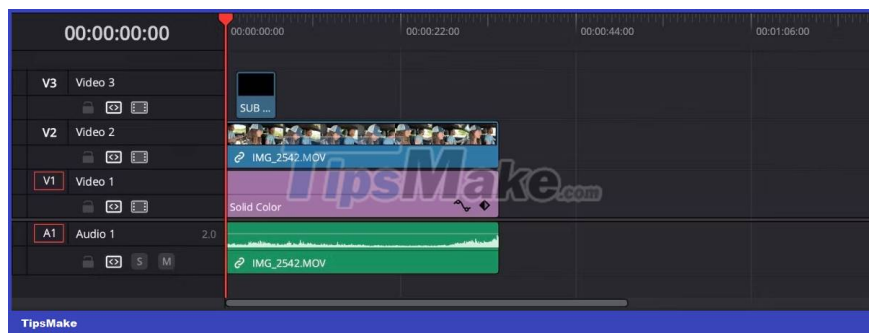 00:00:00:00
00:00:00:00 00:00:22:00 00:00:44:00 00:01:06:00
V3 Video 3
SUB ...
V2 Video 2
IMG_2542.MOV
TipsMake.com
V1 Video 1
Solid Color
A1 Audio 1 2.0
S M
IMG_2542.MOV
TipsMake